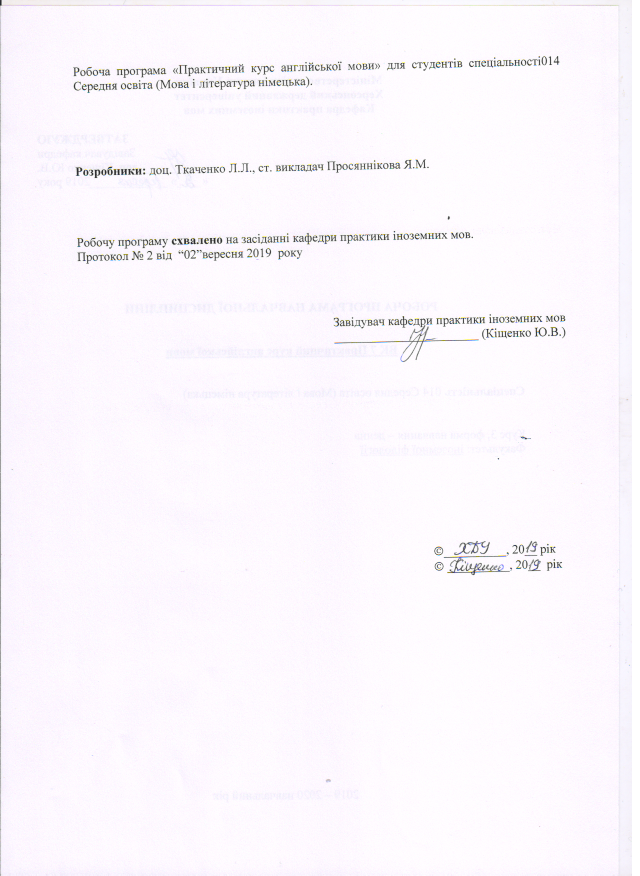 Робоча програма «Практичний курс англійської мови» для студентів спеціальності014
Середня освіта (Мова і література німецька).
Розробники: доц. Ткаченко Л.Л., ст. викладач Просяннікова Я.М.
Робочу програму схвалено на засіданні кафедри практики іноземних мов.
Протокол № 2 від “02”вересня 2019 року
Завідувач кафедри практики іноземних мов
(Кіщенко Ю.В.)
© ХДУ, 2019 рік
© Кіщенко, 2019 рік